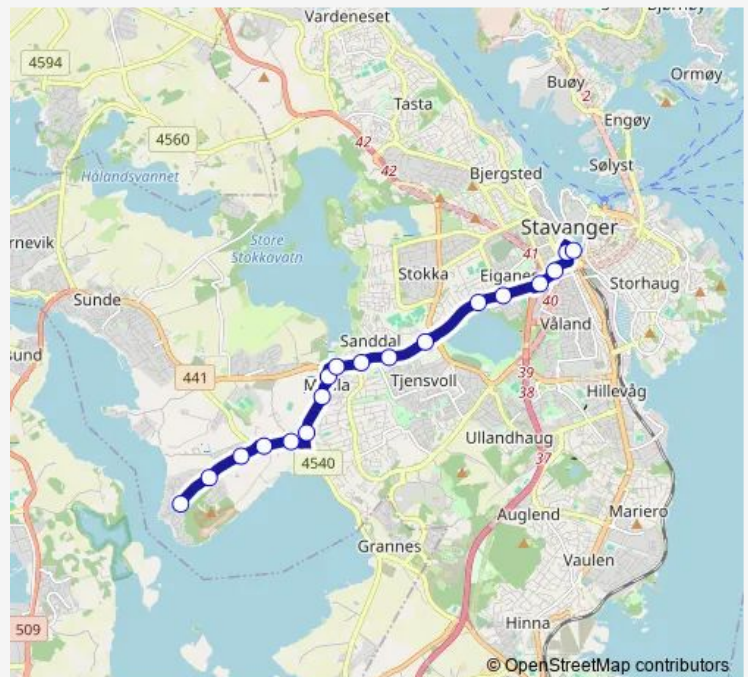 Vardeneset
4594
Buøy
2
Ormøy
Tasta
Engøy
4560
42
42
Sølyst
Hålandsvannet
Bjergsted
Stavanger
rnevik
Store
Stokkavatn
41
Stokka
Eiganes
Storhaug
40
Sunde
Våland
Sanddal
sund
441
39
Tjensvoll
38
Hillevåg
4540
Ullandhaug
37
Auglend
Mariero
Grannes
Vaulen
509
Hinna
© OpenStreetMap contributors